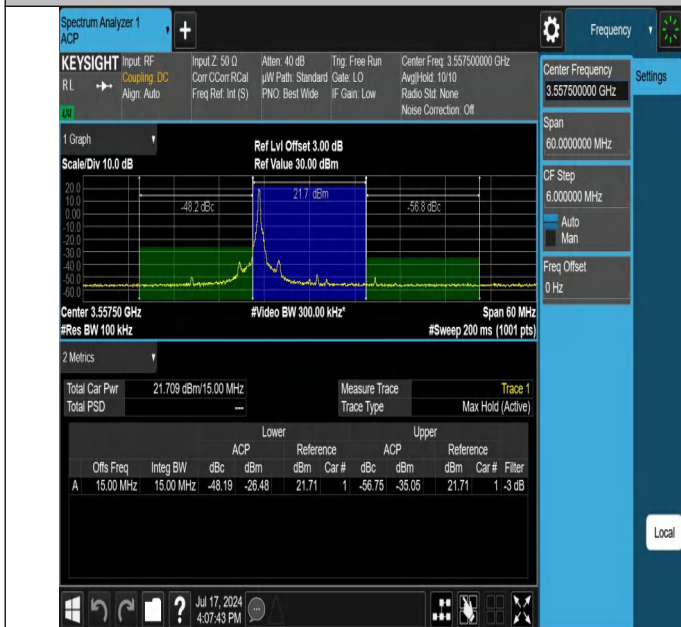 Spectrum Analyzer 1
ACP
+
Frequency
KEYSIGHT
RL
Input: RF
Coupling: DC
Align: Auto
Input Z: 50 Ω
Corr CCorr RCal
Freq Ref: Int (S)
Atten: 40 dB
µW Path: Standard
PNO: Best Wide
Trig: Free Run
Gate: LO
IF Gain: Low
Center Freq: 3.557500000 GHz
Avg|Hold: 10/10
Radio Std: None
Noise Correction: Off
Center Frequency
3.557500000 GHz
Settings
Span
60.0000000 MHz
CF Step
6.000000 MHz
Auto
Man
Freq Offset
0 Hz
1 Graph
Scale/Div 10.0 dB
Ref Lvl Offset 3.00 dB
Ref Value 30.00 dBm
20.0
10.0
0.00
-10.0
-20.0
-30.0
-40.0
-50.0
-60.0
-48.2 dBc
21.7 dBm
-56.8 dBc
Center 3.55750 GHz
#Video BW 300.00 kHz*
Span 60 MHz
#Res BW 100 kHz
#Sweep 200 ms (1001 pts)
2 Metrics
Total Car Pwr 21.709 dBm/15.00 MHz
Total PSD ---
Measure Trace Trace 1
Trace Type Max Hold (Active)
Lower Upper
ACP Reference ACP Reference
Offs Freq Integ BW dBc dBm dBm Car # dBc dBm dBm Car # Filter
A 15.00 MHz 15.00 MHz -48.19 -26.48 21.71 1 -56.75 -35.05 21.71 1 -3 dB
Local
?
Jul 17, 2024
4:07:43 PM